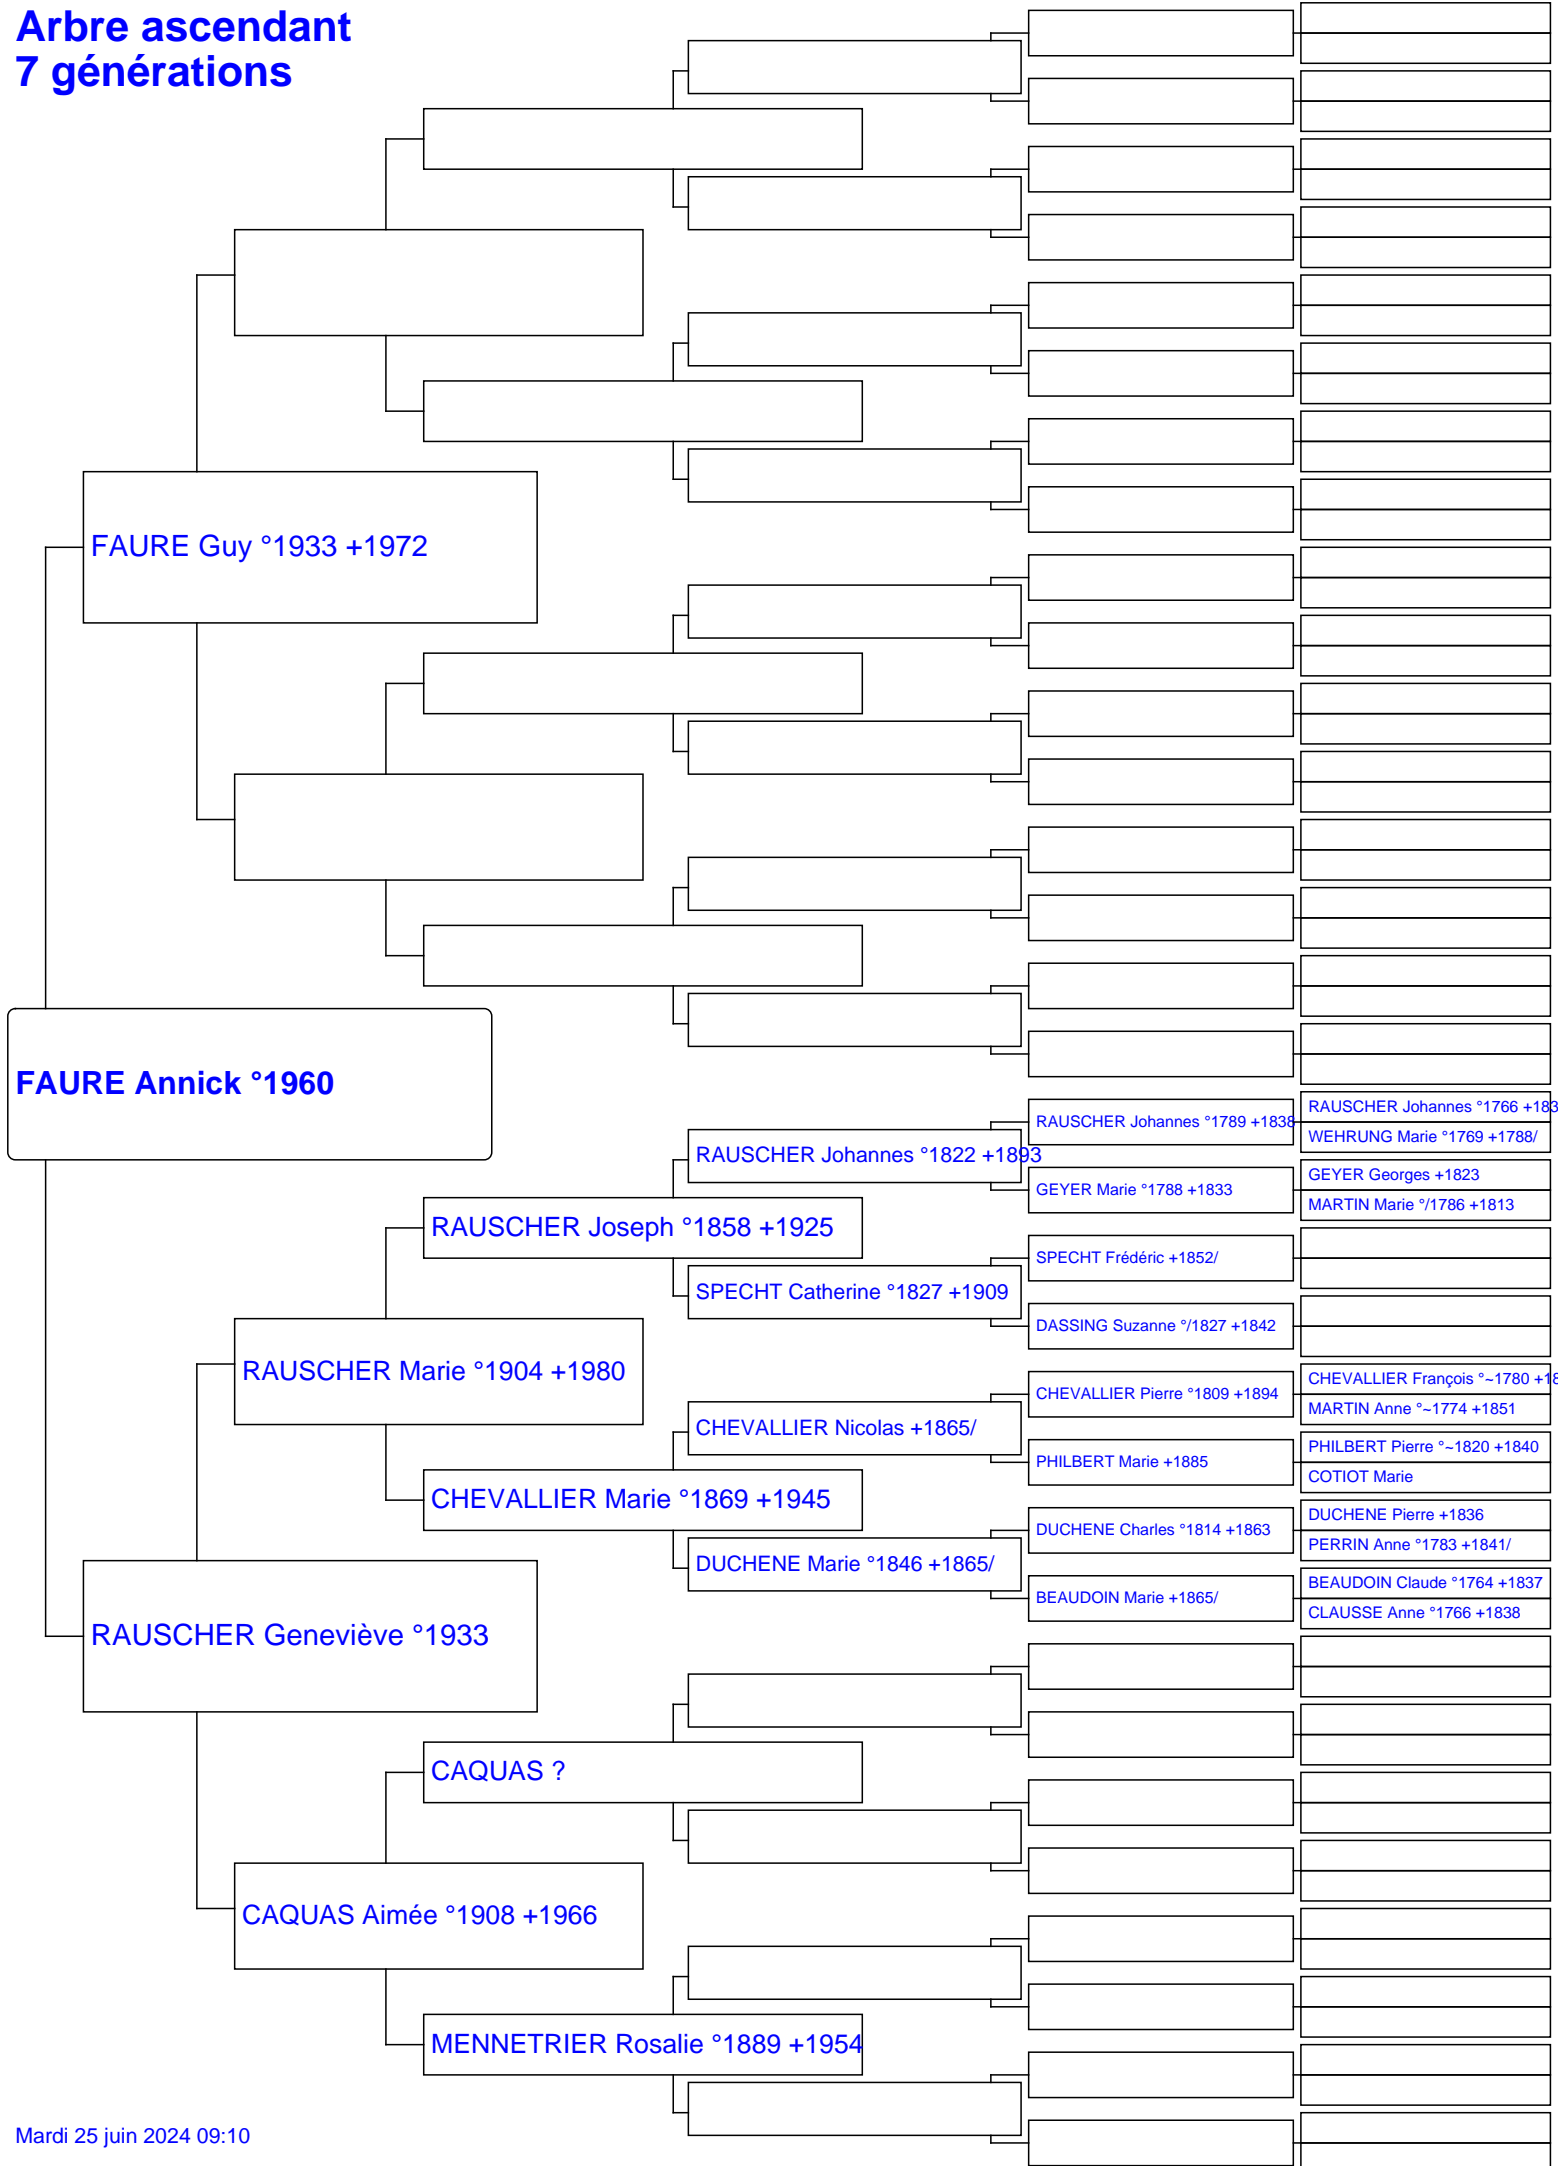 Arbre ascendant
7 générations
FAURE Guy °1933 +1972
FAURE Annick °1960
RAUSCHER Johannes °1766 +183
RAUSCHER Johannes °1789 +1838
WEHRUNG Marie °1769 +1788/
RAUSCHER Johannes °1822 +1893
GEYER Georges +1823
GEYER Marie °1788 +1833
MARTIN Marie °/1786 +1813
RAUSCHER Joseph °1858 +1925
SPECHT Frédéric +1852/
SPECHT Catherine °1827 +1909
DASSING Suzanne °/1827 +1842
RAUSCHER Marie °1904 +1980
CHEVALLIER François °~1780 +18
CHEVALLIER Pierre °1809 +1894
MARTIN Anne °~1774 +1851
CHEVALLIER Nicolas +1865/
PHILBERT Pierre °~1820 +1840
PHILBERT Marie +1885
COTIOT Marie
CHEVALLIER Marie °1869 +1945
DUCHENE Pierre +1836
DUCHENE Charles °1814 +1863
PERRIN Anne °1783 +1841/
DUCHENE Marie °1846 +1865/
BEAUDOIN Claude °1764 +1837
BEAUDOIN Marie +1865/
CLAUSSE Anne °1766 +1838
RAUSCHER Geneviève °1933
CAQUAS ?
CAQUAS Aimée °1908 +1966
MENNETRIER Rosalie °1889 +1954
Mardi 25 juin 2024 09:10